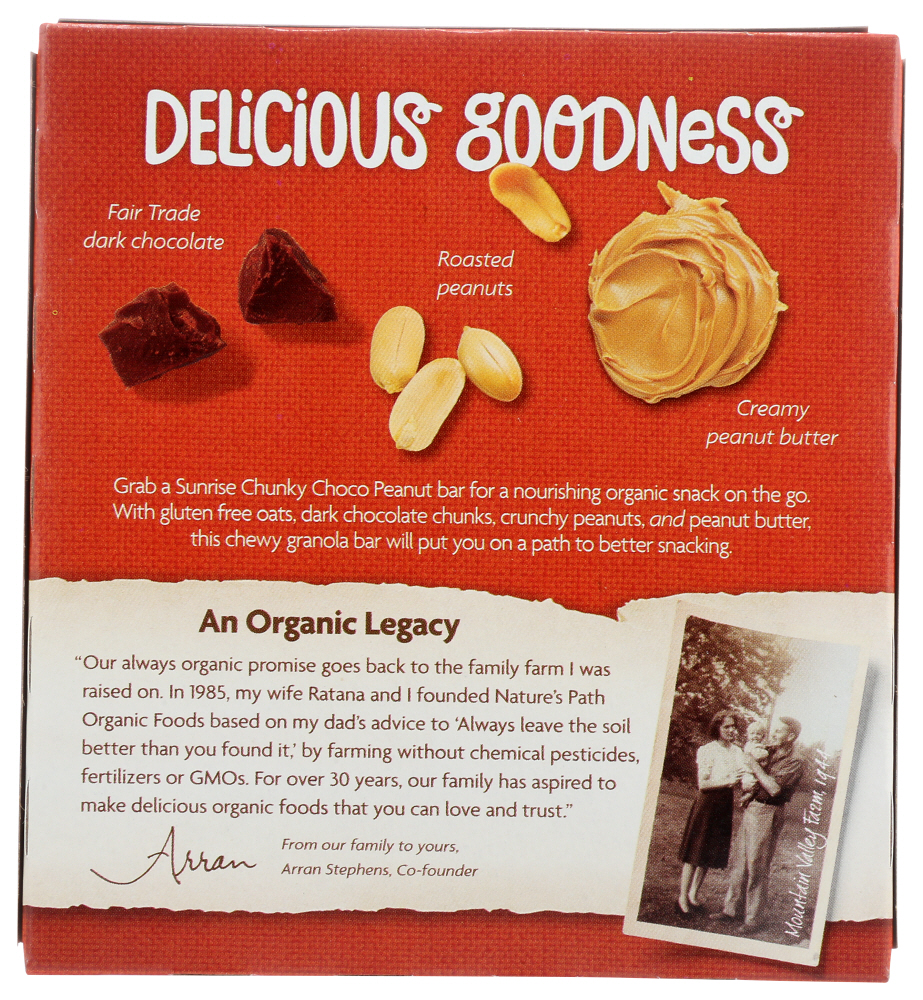 DELiCiOUS gOODNeSS
Fair Trade
dark chocolate
Roasted
peanuts
Creamy
peanut butter
Grab a Sunrise Chunky Choco Peanut bar for a nourishing organic snack on the go.
With gluten free oats, dark chocolate chunks, crunchy peanuts, and peanut butter,
this chewy granola bar will put you on a path to better snacking.
An Organic Legacy
“Our always organic promise goes back to the family farm I was
raised on. In 1985, my wife Ratana and I founded Nature's Path
Organic Foods based on my dad's advice to ‘Always leave the soil
better than you found it,’ by farming without chemical pesticides,
fertilizers or GMOs. For over 30 years, our family has aspired to
make delicious organic foods that you can love and trust.”
Arran
From our family to yours,
Arran Stephens, Co-founder
Mountain Valley Farm, 1944